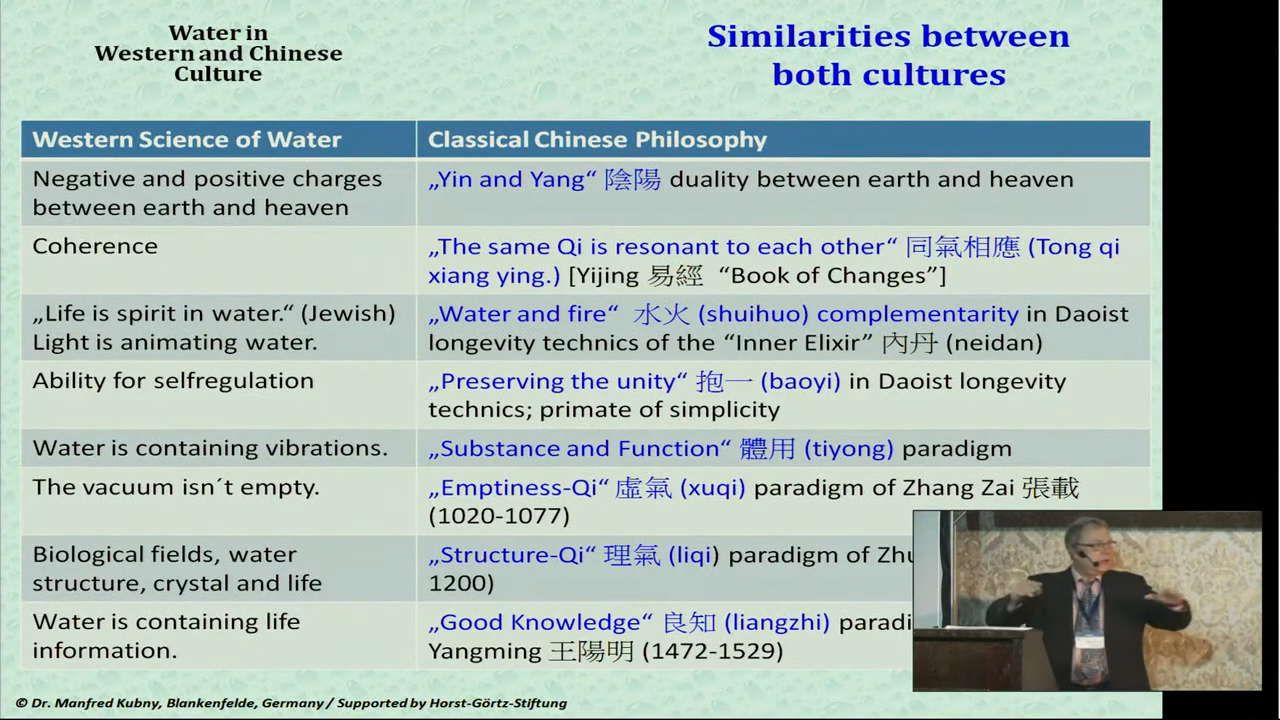 Water in
Western and Chinese
Culture
Similarities between
both cultures
Western Science of Water
Classical Chinese Philosophy
Negative and positive charges
between earth and heaven
„Yin and Yang“ 陰陽 duality between earth and heaven
Coherence
„The same Qi is resonant to each other“ 同氣相應 (Tong qi
xiang ying.) [Yijing 易經 “Book of Changes”]
„Life is spirit in water.“ (Jewish)
Light is animating water.
„Water and fire“ 水火 (shuihuo) complementarity in Daoist
longevity technics of the “Inner Elixir” 內丹 (neidan)
Ability for selfregulation
„Preserving the unity“ 抱一 (baoyi) in Daoist longevity
technics; primate of simplicity
Water is containing vibrations.
„Substance and Function“ 體用 (tiyong) paradigm
The vacuum isn´t empty.
„Emptiness-Qi“ 虛氣 (xuqi) paradigm of Zhang Zai 張載
(1020-1077)
Biological fields, water
structure, crystal and life
„Structure-Qi“ 理氣 (liqi) paradigm of Zhu
1200)
Water is containing life
information.
„Good Knowledge“ 良知 (liangzhi) paradi
Yangming 王陽明 (1472-1529)
© Dr. Manfred Kubny, Blankenfelde, Germany / Supported by Horst-Görtz-Stiftung